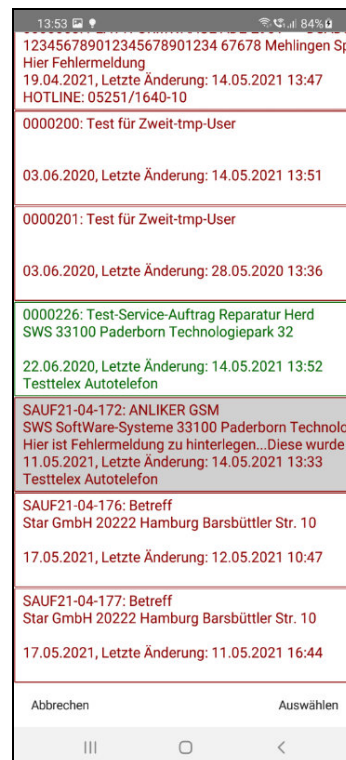 13:53
84%
123456789012345678901234 67678 Mehlingen Sp
Hier Fehlermeldung
19.04.2021, Letzte Änderung: 14.05.2021 13:47
HOTLINE: 05251/1640-10
0000200: Test für Zweit-tmp-User
03.06.2020, Letzte Änderung: 14.05.2021 13:51
0000201: Test für Zweit-tmp-User
03.06.2020, Letzte Änderung: 28.05.2020 13:36
0000226: Test-Service-Auftrag Reparatur Herd
SWS 33100 Paderborn Technologiepark 32
22.06.2020, Letzte Änderung: 14.05.2021 13:52
Testtelex Autotelefon
SAUF21-04-172: ANLIKER GSM
SWS SoftWare-Systeme 33100 Paderborn Technolo
Hier ist Fehlermeldung zu hinterlegen...Diese wurde
11.05.2021, Letzte Änderung: 14.05.2021 13:33
Testtelex Autotelefon
SAUF21-04-176: Betreff
Star GmbH 20222 Hamburg Barsbüttler Str. 10
17.05.2021, Letzte Änderung: 12.05.2021 10:47
SAUF21-04-177: Betreff
Star GmbH 20222 Hamburg Barsbüttler Str. 10
17.05.2021, Letzte Änderung: 11.05.2021 16:44
Abbrechen
Auswählen